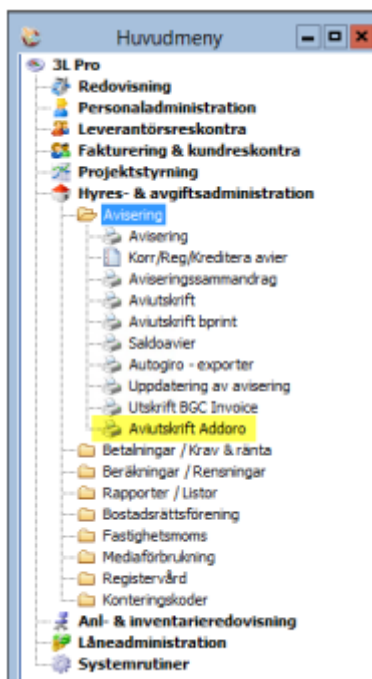 Huvudmeny
3L Pro
Redovisning
Personaladministration
Leverantörsreskontra
Fakturering & kundreskontra
Projektstyrning
Hyres- & avgiftsadministration
Avisering
Avisering
Korr/Reg/Kreditera avier
Aviseringssammandrag
Aviutskrift
Aviutskrift bprint
Saldoavier
Autogiro - exporter
Uppdatering av avisering
Utskrift BGC Invoice
Aviutskrift Addoro
Betalningar / Krav & ränta
Beräkningar / Rensningar
Rapporter / Listor
Bostadsrättsförening
Fastighetsmoms
Mediaförbrukning
Registervård
Konteringskoder
Anl- & inventarieredovisning
Låneadministration
Systemrutiner